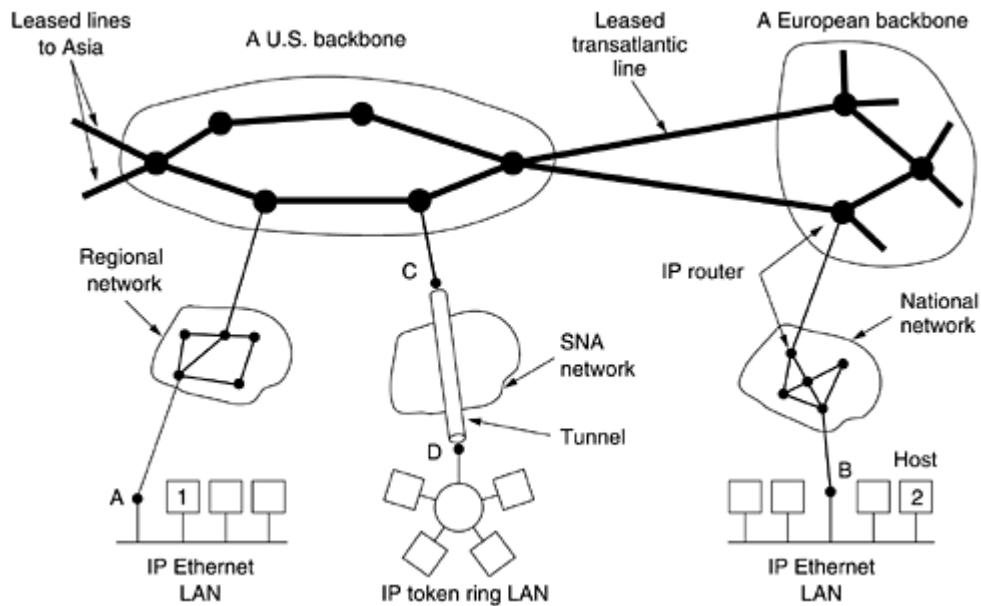 Leased lines
to Asia
A U.S. backbone
Leased
transatlantic
line
A European backbone
Regional
network
C
SNA
network
IP router
National
network
Tunnel
D
A
1
B
Host
2
IP Ethernet
LAN
IP token ring LAN
IP Ethernet
LAN